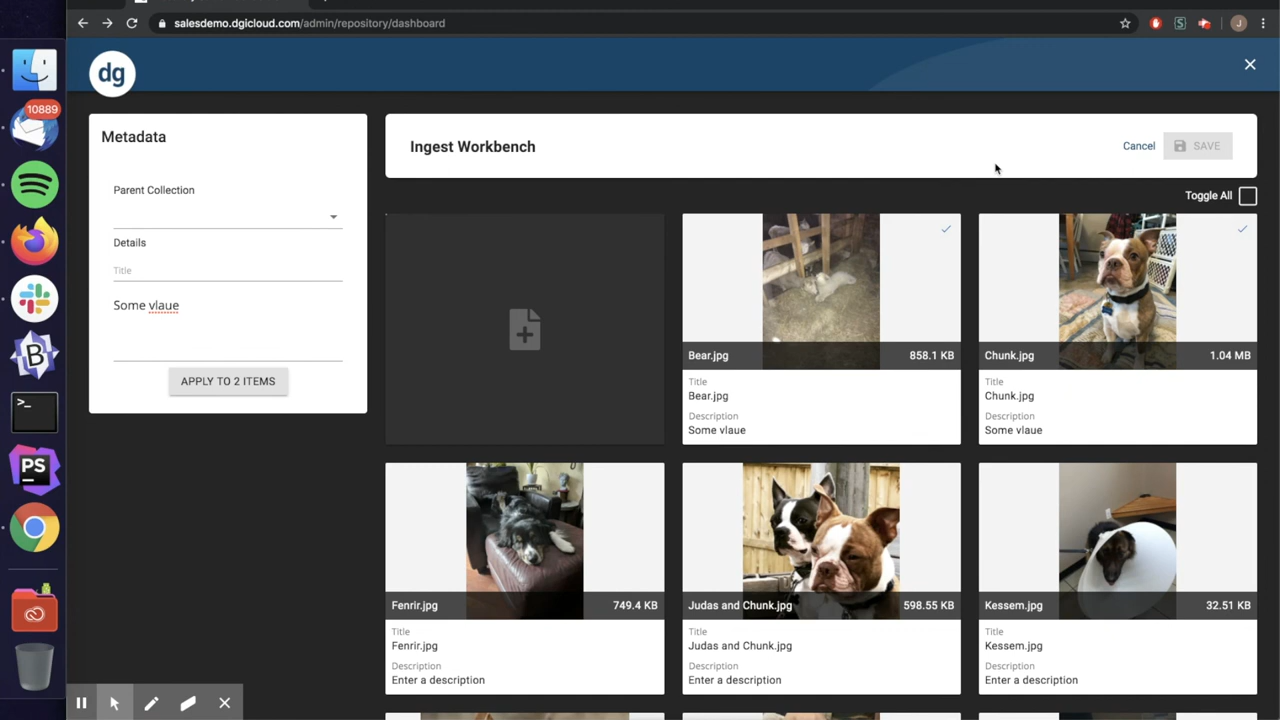 salesdemo.dgicloud.com/admin/repository/dashboard
J
10889
dg
Metadata
Parent Collection
Details
Title
Some vlaue
APPLY TO 2 ITEMS
Ingest Workbench
Cancel
SAVE
Toggle All
Bear.jpg
858.1 KB
Title
Bear.jpg
Description
Some vlaue
Chunk.jpg
1.04 MB
Title
Chunk.jpg
Description
Some vlaue
Fenrir.jpg
749.4 KB
Title
Fenrir.jpg
Description
Enter a description
Judas and Chunk.jpg
598.55 KB
Title
Judas and Chunk.jpg
Description
Enter a description
Kessem.jpg
32.51 KB
Title
Kessem.jpg
Description
Enter a description
B
>_
PS